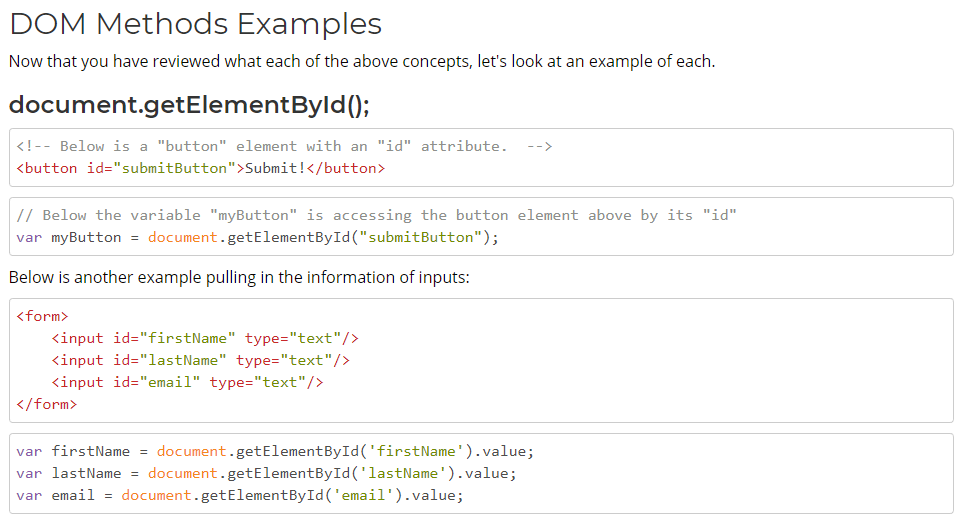 DOM Methods Examples
Now that you have reviewed what each of the above concepts, let's look at an example of each.
document.getElementById();
<!-- Below is a "button" element with an "id" attribute.  -->
<button id="submitButton">Submit!</button>
// Below the variable "myButton" is accessing the button element above by its "id"
var myButton = document.getElementById("submitButton");
Below is another example pulling in the information of inputs:
<form>
    <input id="firstName" type="text"/>
    <input id="lastName" type="text"/>
    <input id="email" type="text"/>
</form>
var firstName = document.getElementById('firstName').value;
var lastName = document.getElementById('lastName').value;
var email = document.getElementById('email').value;